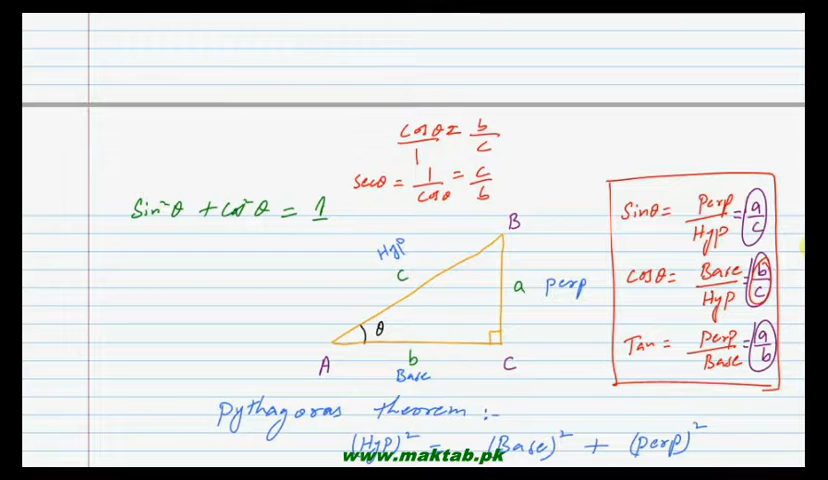 cosθ = b/c
1
secθ = 1/cosθ = c/b
Sin²θ + cos²θ = 1
B
Hyp
c
a perp
θ
A b C
Base
Sinθ = Perp/Hyp = a/c
cosθ = Base/Hyp = b/c
Tan = perp/Base = a/b
Pythagoras theorem :-
(Hyp)² = (Base)² + (perp)²
www.maktab.pk